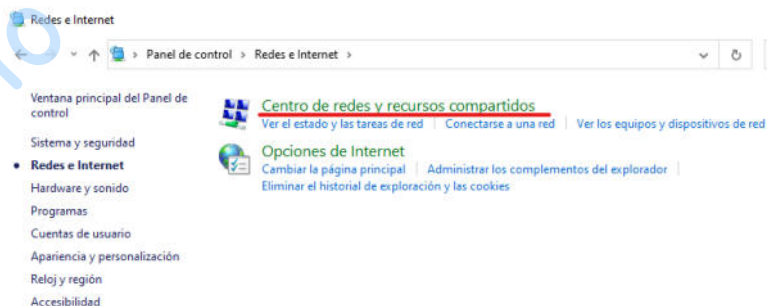 Redes e Internet
Panel de control > Redes e Internet >
Ventana principal del Panel de
control
Sistema y seguridad
Redes e Internet
Hardware y sonido
Programas
Cuentas de usuario
Apariencia y personalización
Reloj y región
Accesibilidad
Centro de redes y recursos compartidos
Ver el estado y las tareas de red | Conectarse a una red | Ver los equipos y dispositivos de red
Opciones de Internet
Cambiar la página principal | Administrar los complementos del explorador |
Eliminar el historial de exploración y las cookies